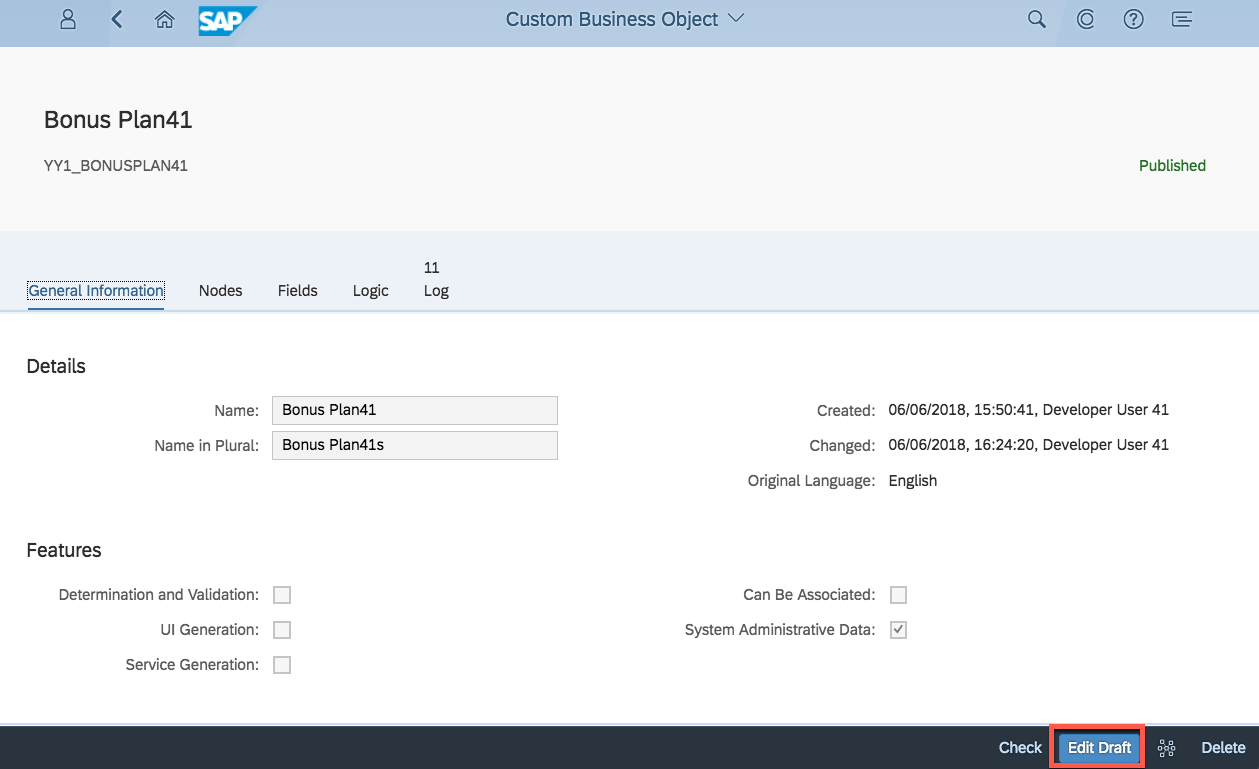 SAP Custom Business Object
Bonus Plan41
YY1_BONUSPLAN41 Published
11
General Information Nodes Fields Logic Log
Details
Name: Bonus Plan41 Created: 06/06/2018, 15:50:41, Developer User 41
Name in Plural: Bonus Plan41s Changed: 06/06/2018, 16:24:20, Developer User 41
Original Language: English
Features
Determination and Validation: Can Be Associated:
UI Generation: System Administrative Data:
Service Generation:
Check Edit Draft Delete